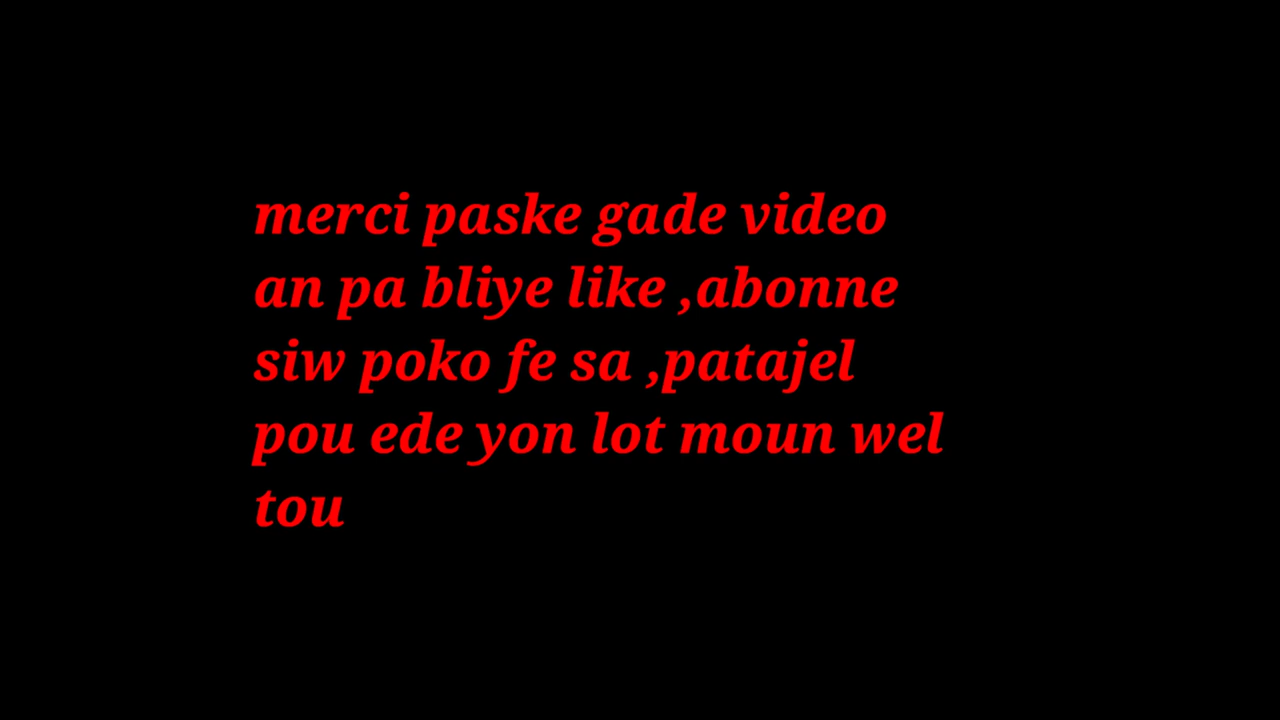 merci paske gade video
an pa bliye like ,abonne
siw poko fe sa ,patajel
pou ede yon lot moun wel
tou